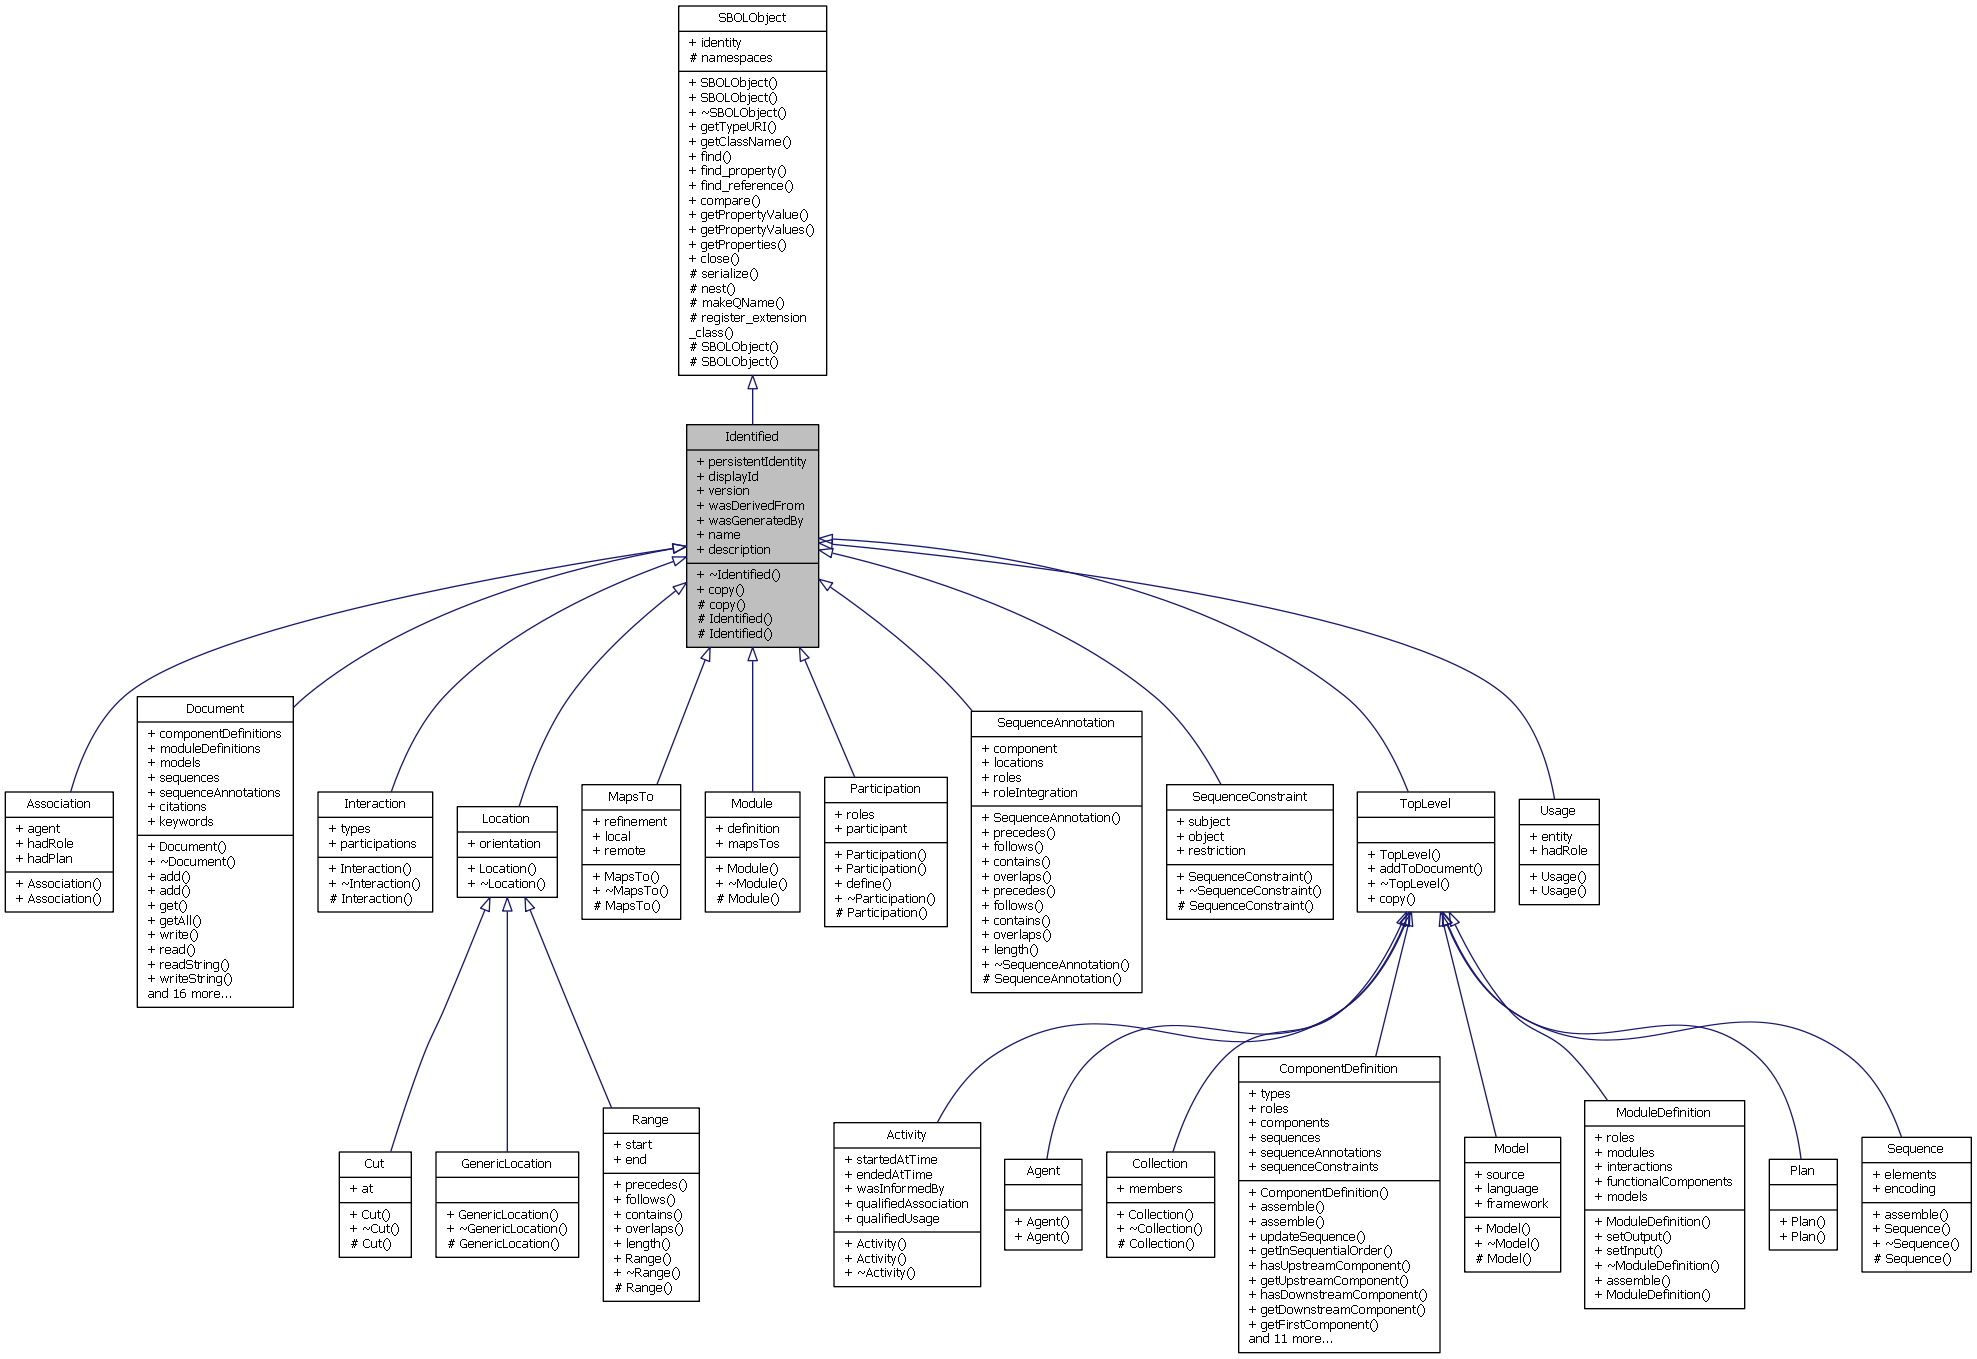 SBOLObject
+ identity
# namespaces
+ SBOLObject()
+ SBOLObject()
+ ~SBOLObject()
+ getTypeURI()
+ getClassName()
+ find()
+ find_property()
+ find_reference()
+ compare()
+ getPropertyValue()
+ getPropertyValues()
+ getProperties()
+ close()
# serialize()
# nest()
# makeQName()
# register_extension
_class()
# SBOLObject()
# SBOLObject()
Identified
+ persistentIdentity
+ displayId
+ version
+ wasDerivedFrom
+ wasGeneratedBy
+ name
+ description
+ ~Identified()
+ copy()
# copy()
# Identified()
# Identified()
Association
+ agent
+ hadRole
+ hadPlan
+ Association()
+ Association()
Document
+ componentDefinitions
+ moduleDefinitions
+ models
+ sequences
+ sequenceAnnotations
+ citations
+ keywords
+ Document()
+ ~Document()
+ add()
+ add()
+ get()
+ getAll()
+ write()
+ read()
+ readString()
+ writeString()
and 16 more...
Interaction
+ types
+ participations
+ Interaction()
+ ~Interaction()
# Interaction()
Location
+ orientation
+ Location()
+ ~Location()
MapsTo
+ refinement
+ local
+ remote
+ MapsTo()
+ ~MapsTo()
# MapsTo()
Module
+ definition
+ mapsTos
+ Module()
+ ~Module()
# Module()
Participation
+ roles
+ participant
+ Participation()
+ Participation()
+ define()
+ ~Participation()
# Participation()
SequenceAnnotation
+ component
+ locations
+ roles
+ roleIntegration
+ SequenceAnnotation()
+ precedes()
+ follows()
+ contains()
+ overlaps()
+ precedes()
+ follows()
+ contains()
+ overlaps()
+ length()
+ ~SequenceAnnotation()
# SequenceAnnotation()
SequenceConstraint
+ subject
+ object
+ restriction
+ SequenceConstraint()
+ ~SequenceConstraint()
# SequenceConstraint()
TopLevel
+ TopLevel()
+ addToDocument()
+ ~TopLevel()
+ copy()
Usage
+ entity
+ hadRole
+ Usage()
+ Usage()
Cut
+ at
+ Cut()
+ ~Cut()
# Cut()
GenericLocation
+ GenericLocation()
+ ~GenericLocation()
# GenericLocation()
Range
+ start
+ end
+ precedes()
+ follows()
+ contains()
+ overlaps()
+ length()
+ Range()
+ ~Range()
# Range()
Activity
+ startedAtTime
+ endedAtTime
+ wasInformedBy
+ qualifiedAssociation
+ qualifiedUsage
+ Activity()
+ Activity()
+ ~Activity()
Agent
+ Agent()
+ Agent()
Collection
+ members
+ Collection()
+ ~Collection()
# Collection()
ComponentDefinition
+ types
+ roles
+ components
+ sequences
+ sequenceAnnotations
+ sequenceConstraints
+ ComponentDefinition()
+ assemble()
+ assemble()
+ updateSequence()
+ getInSequentialOrder()
+ hasUpstreamComponent()
+ getUpstreamComponent()
+ hasDownstreamComponent()
+ getDownstreamComponent()
+ getFirstComponent()
and 11 more...
Model
+ source
+ language
+ framework
+ Model()
+ ~Model()
# Model()
ModuleDefinition
+ roles
+ modules
+ interactions
+ functionalComponents
+ models
+ ModuleDefinition()
+ setOutput()
+ setInput()
+ ~ModuleDefinition()
+ assemble()
+ ModuleDefinition()
Plan
+ Plan()
+ Plan()
Sequence
+ elements
+ encoding
+ assemble()
+ Sequence()
+ ~Sequence()
# Sequence()